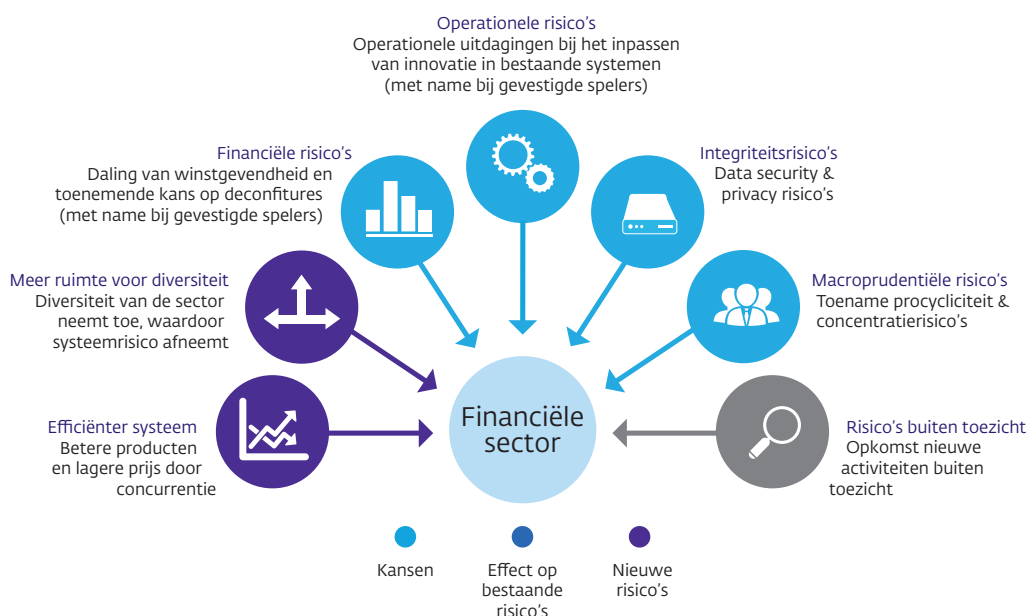 Operationele risico's
Operationele uitdagingen bij het inpassen
van innovatie in bestaande systemen
(met name bij gevestigde spelers)
Financiële risico's
Daling van winstgevendheid en
toenemende kans op deconfitures
(met name bij gevestigde spelers)
Integriteitsrisico's
Data security &
privacy risico's
Meer ruimte voor diversiteit
Diversiteit van de sector
neemt toe, waardoor
systeemrisico afneemt
Macroprudentiële risico's
Toename procycliciteit &
concentratierisico's
Efficiënter systeem
Betere producten
en lagere prijs door
concurrentie
Financiële
sector
Risico's buiten toezicht
Opkomst nieuwe
activiteiten buiten
toezicht
Kansen
Effect op
bestaande
risico's
Nieuwe
risico's